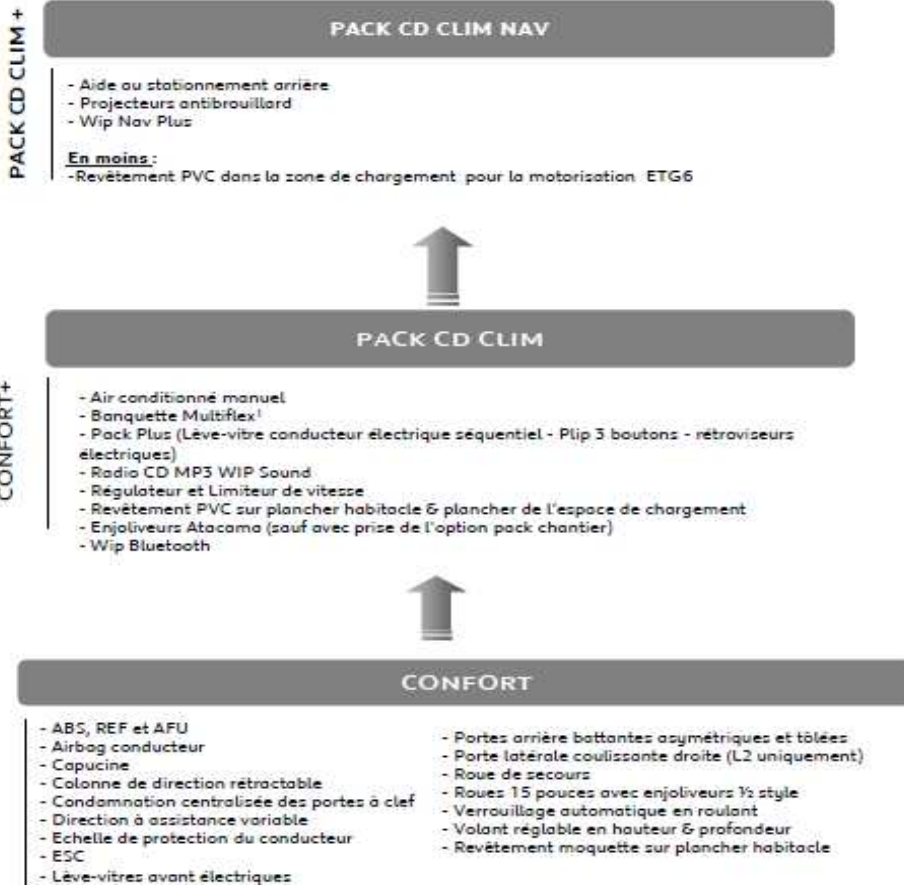 PACK CD CLIM +
PACK CD CLIM NAV
- Aide au stationnement arrière
- Projecteurs antibrouillard
- Wip Nav Plus
En moins :
-Revêtement PVC dans la zone de chargement pour la motorisation ETG6
CONFORT+
PACK CD CLIM
- Air conditionné manuel
- Banquette Multiflex¹
- Pack Plus (Lève-vitre conducteur électrique séquentiel - Plip 3 boutons - rétroviseurs
électriques)
- Radio CD MP3 WIP Sound
- Régulateur et Limiteur de vitesse
- Revêtement PVC sur plancher habitacle & plancher de l'espace de chargement
- Enjoliveurs Atacama (sauf avec prise de l'option pack chantier)
- Wip Bluetooth
CONFORT
- ABS, REF et AFU
- Airbag conducteur
- Capucine
- Colonne de direction rétractable
- Condamnation centralisée des portes à clef
- Direction à assistance variable
- Echelle de protection du conducteur
- ESC
- Lève-vitres avant électriques
- Portes arrière battantes asymétriques et tôlées
- Porte latérale coulissante droite (L2 uniquement)
- Roue de secours
- Roues 15 pouces avec enjoliveurs ½ style
- Verrouillage automatique en roulant
- Volant réglable en hauteur & profondeur
- Revêtement moquette sur plancher habitacle